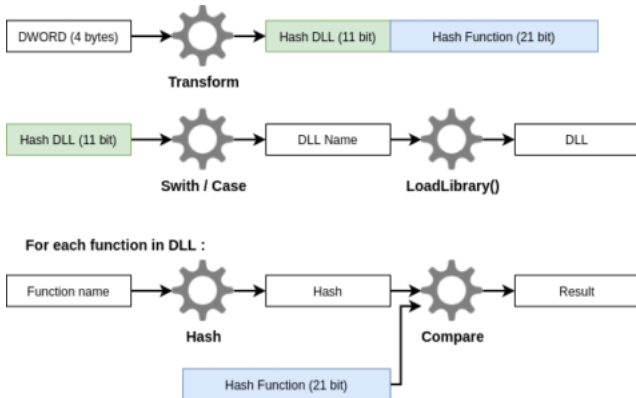 DWORD (4 bytes)
Hash DLL (11 bit)
Hash Function (21 bit)
Transform
Hash DLL (11 bit)
DLL Name
DLL
Swith / Case
LoadLibrary()
For each function in DLL :
Function name
Hash
Result
Hash
Compare
Hash Function (21 bit)